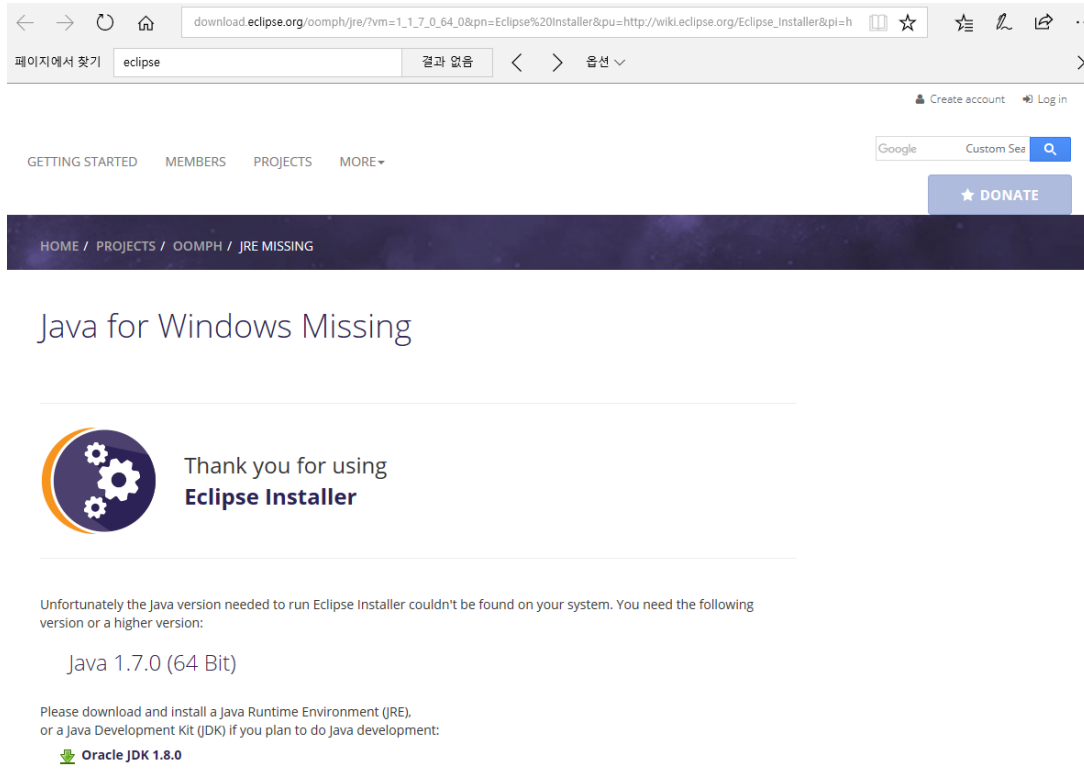 download.eclipse.org/oomph/jre/?vm=1_1_7_0_64_0&pn=Eclipse%20Installer&pu=http://wiki.eclipse.org/Eclipse_Installer&pi=h
페이지에서 찾기 eclipse 결과 없음 옵션
Create account Log in
GETTING STARTED MEMBERS PROJECTS MORE
Google Custom Sea
DONATE
HOME / PROJECTS / OOMPH / JRE MISSING
Java for Windows Missing
Thank you for using
Eclipse Installer
Unfortunately the Java version needed to run Eclipse Installer couldn't be found on your system. You need the following
version or a higher version:
Java 1.7.0 (64 Bit)
Please download and install a Java Runtime Environment (JRE),
or a Java Development Kit (JDK) if you plan to do Java development:
Oracle JDK 1.8.0